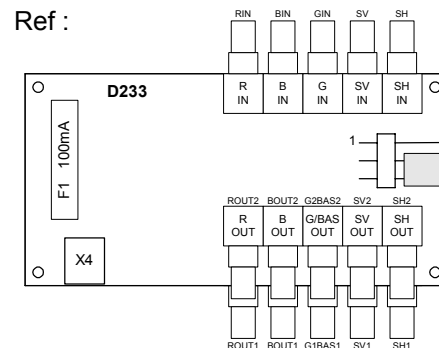 Ref :
RIN BIN GIN SV SH
D233
R IN
B IN
G IN
SV IN
SH IN
F1 100mA
1
ROUT2 BOUT2 G2BAS2 SV2 SH2
R OUT
B OUT
G/BAS OUT
SV OUT
SH OUT
X4
ROUT1 BOUT1 G1BAS1 SV1 SH1